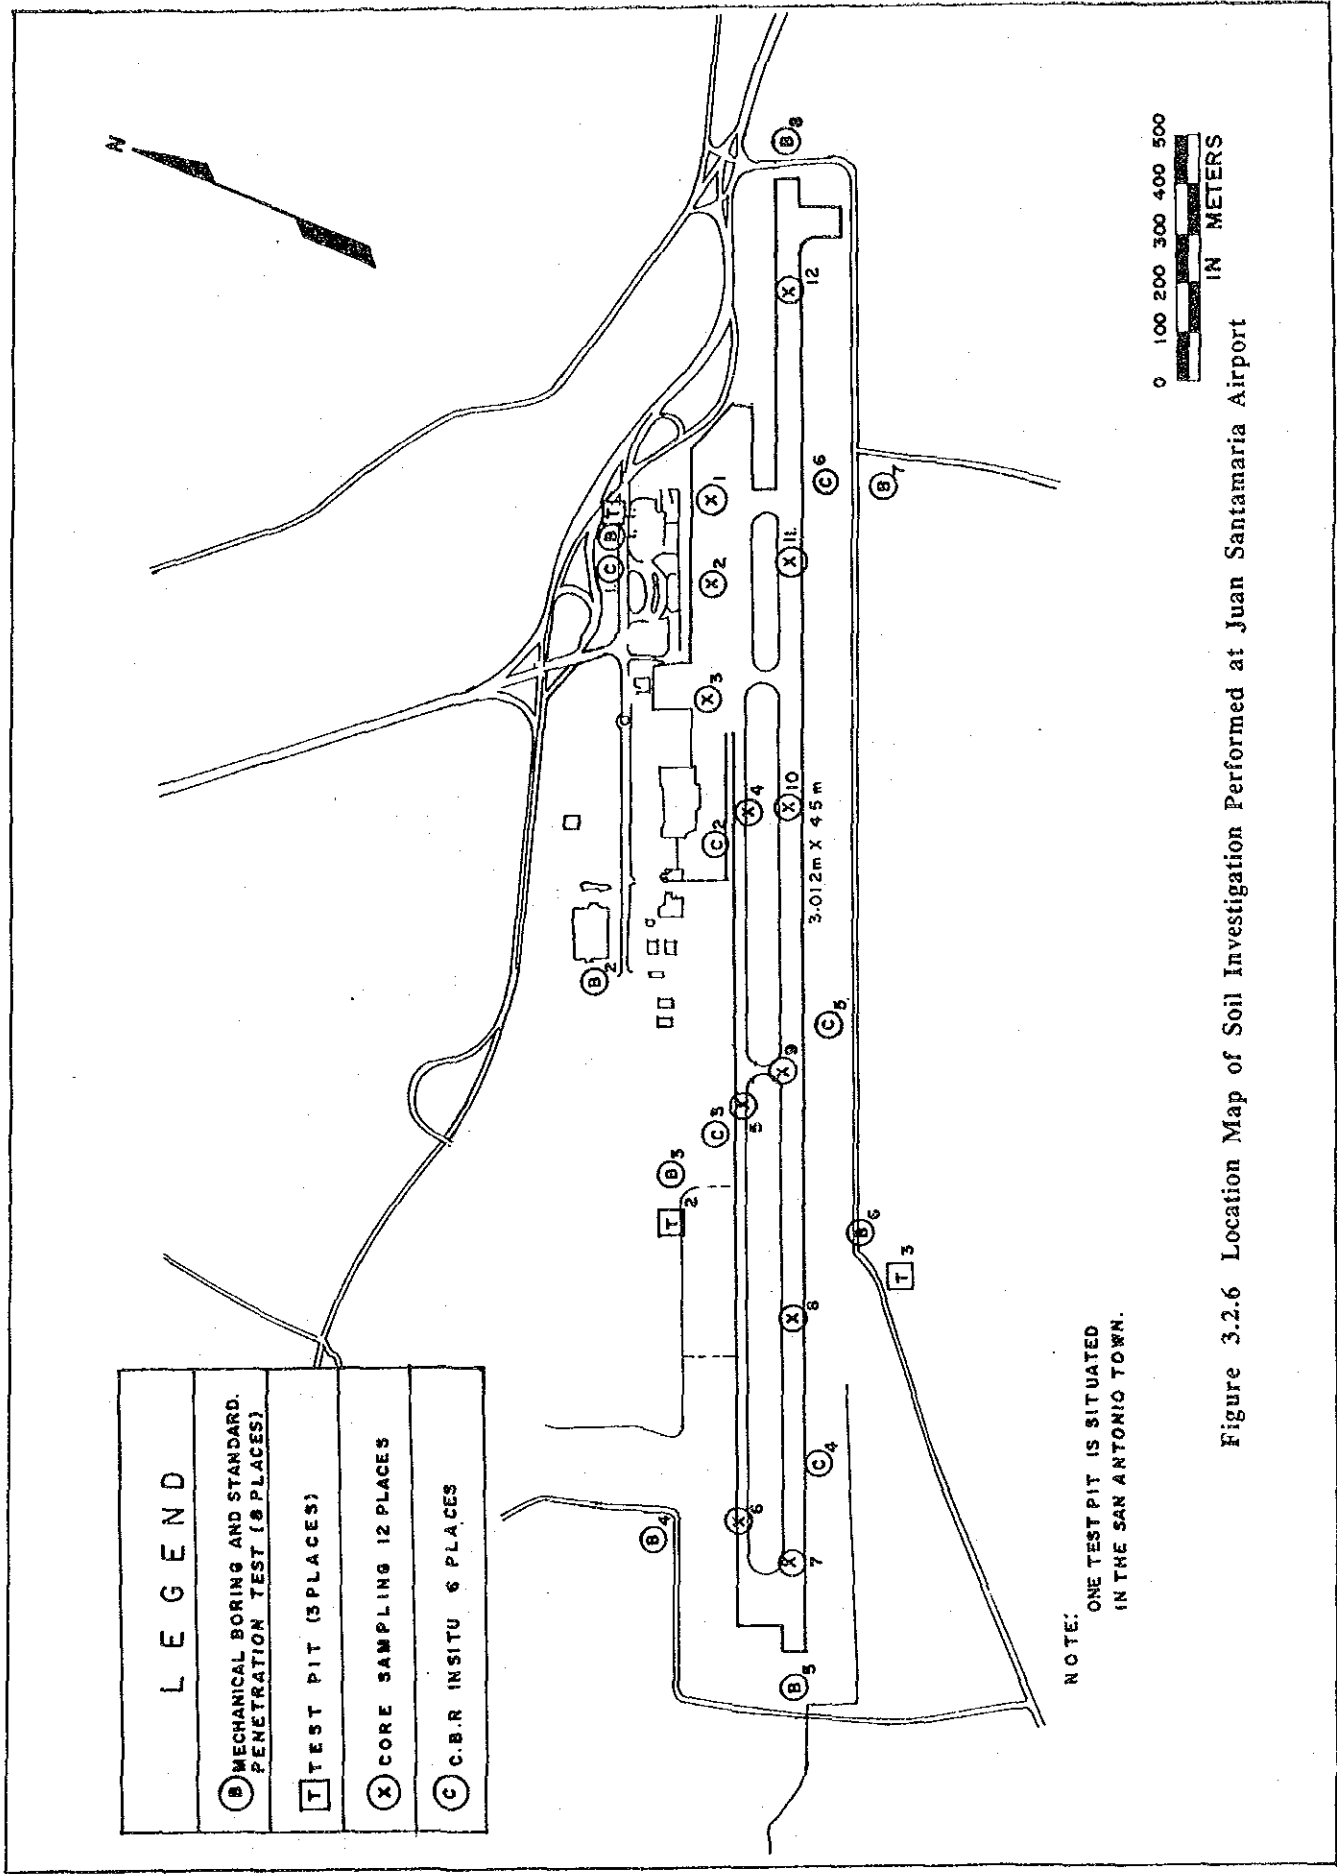 LEGEND
B MECHANICAL BORING AND STANDARD.
PENETRATION TEST (8 PLACES)
T TEST PIT (3 PLACES)
X CORE SAMPLING 12 PLACES
C C.B.R INSITU 6 PLACES
N
B 4
B 5
X 6
X 7
C 4
X 8
T 2
B 3
C 3
X 5
X 9
B 6
T 3
C 5
B 2
C 2
X 4
X 10
3.012m X 45m
X 3
X 2
X 1
1 C B T
X 11
C 6
B 7
X 12
B 8
NOTE:
ONE TEST PIT IS SITUATED
IN THE SAN ANTONIO TOWN.
0 100 200 300 400 500
IN METERS
Figure 3.2.6 Location Map of Soil Investigation Performed at Juan Santamaria Airport